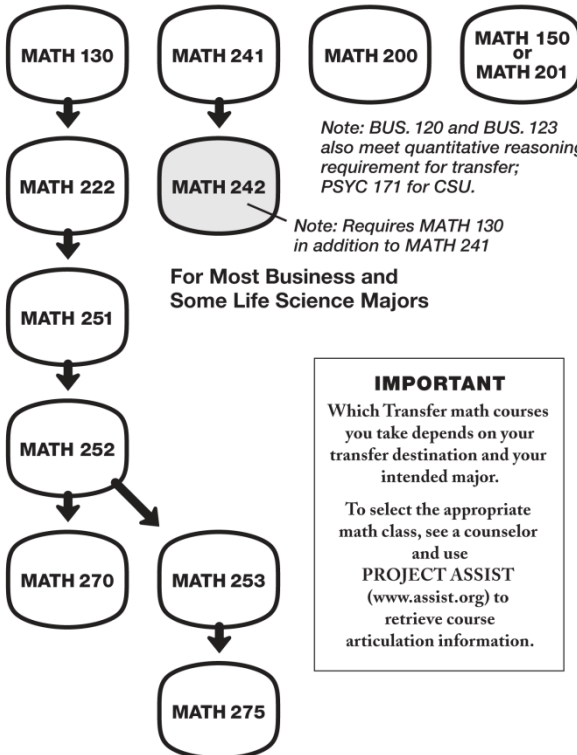 MATH 130
MATH 241
MATH 200
MATH 150
or
MATH 201
Note: BUS. 120 and BUS. 123
also meet quantitative reasoning
requirement for transfer;
PSYC 171 for CSU.
MATH 222
MATH 242
Note: Requires MATH 130
in addition to MATH 241
For Most Business and
Some Life Science Majors
MATH 251
MATH 252
MATH 270
MATH 253
MATH 275
IMPORTANT
Which Transfer math courses
you take depends on your
transfer destination and your
intended major.
To select the appropriate
math class, see a counselor
and use
PROJECT ASSIST
(www.assist.org) to
retrieve course
articulation information.